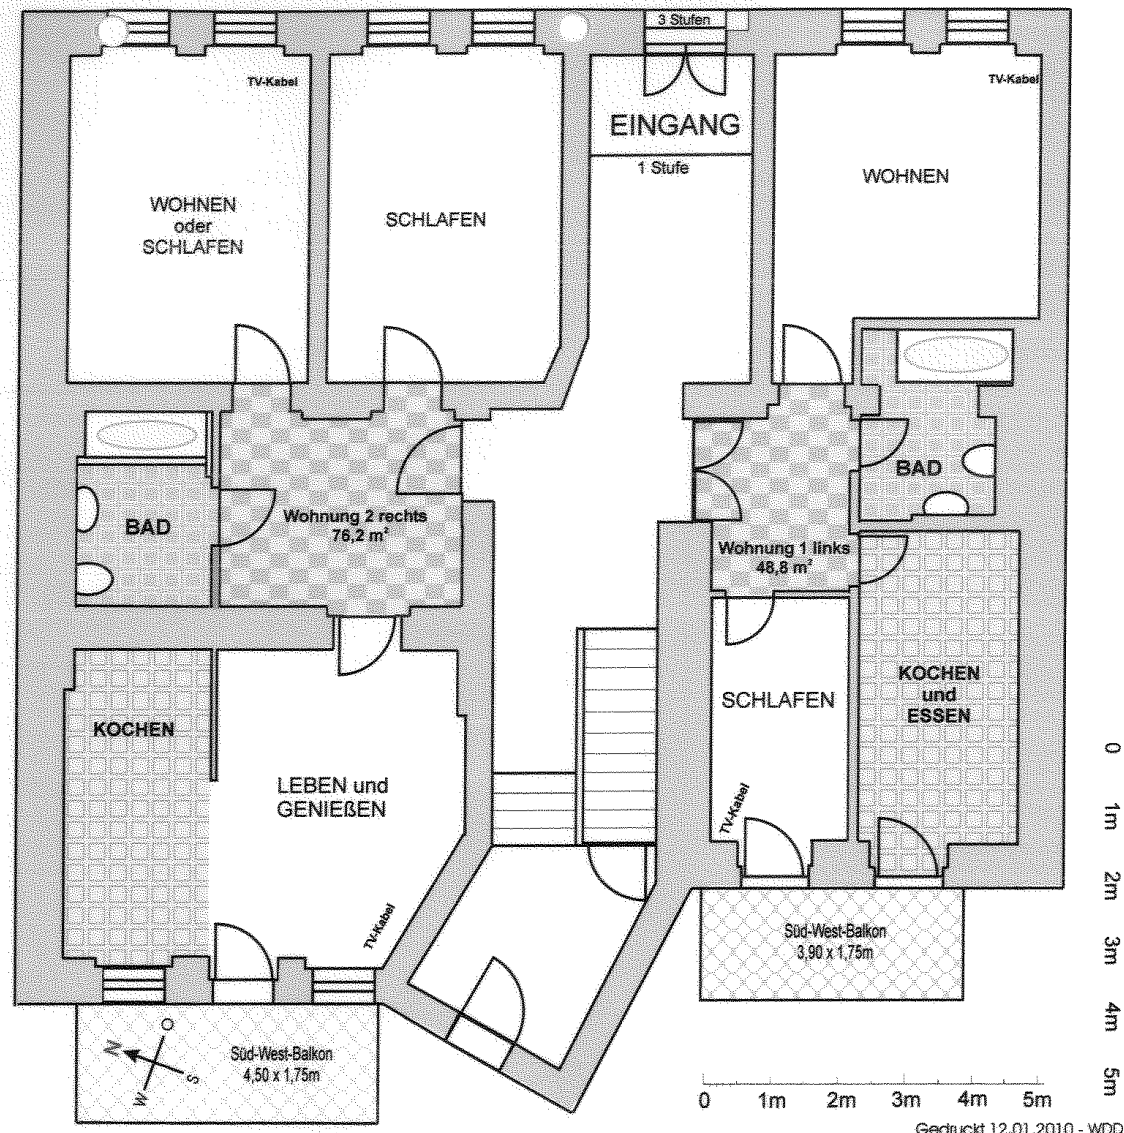 3 Stufen
TV-Kabel
TV-Kabel
EINGANG
1 Stufe
WOHNEN
WOHNEN
oder
SCHLAFEN
SCHLAFEN
BAD
BAD
Wohnung 2 rechts
76,2 m²
Wohnung 1 links
48,8 m²
KOCHEN
LEBEN und
GENIEßEN
TV-Kabel
SCHLAFEN
TV-Kabel
KOCHEN
und
ESSEN
Süd-West-Balkon
3,90 x 1,75m
Süd-West-Balkon
4,50 x 1,75m
N
O
S
W
0
1m
2m
3m
4m
5m
0 1m 2m 3m 4m 5m
Gedruckt 12.01.2010 - WDD